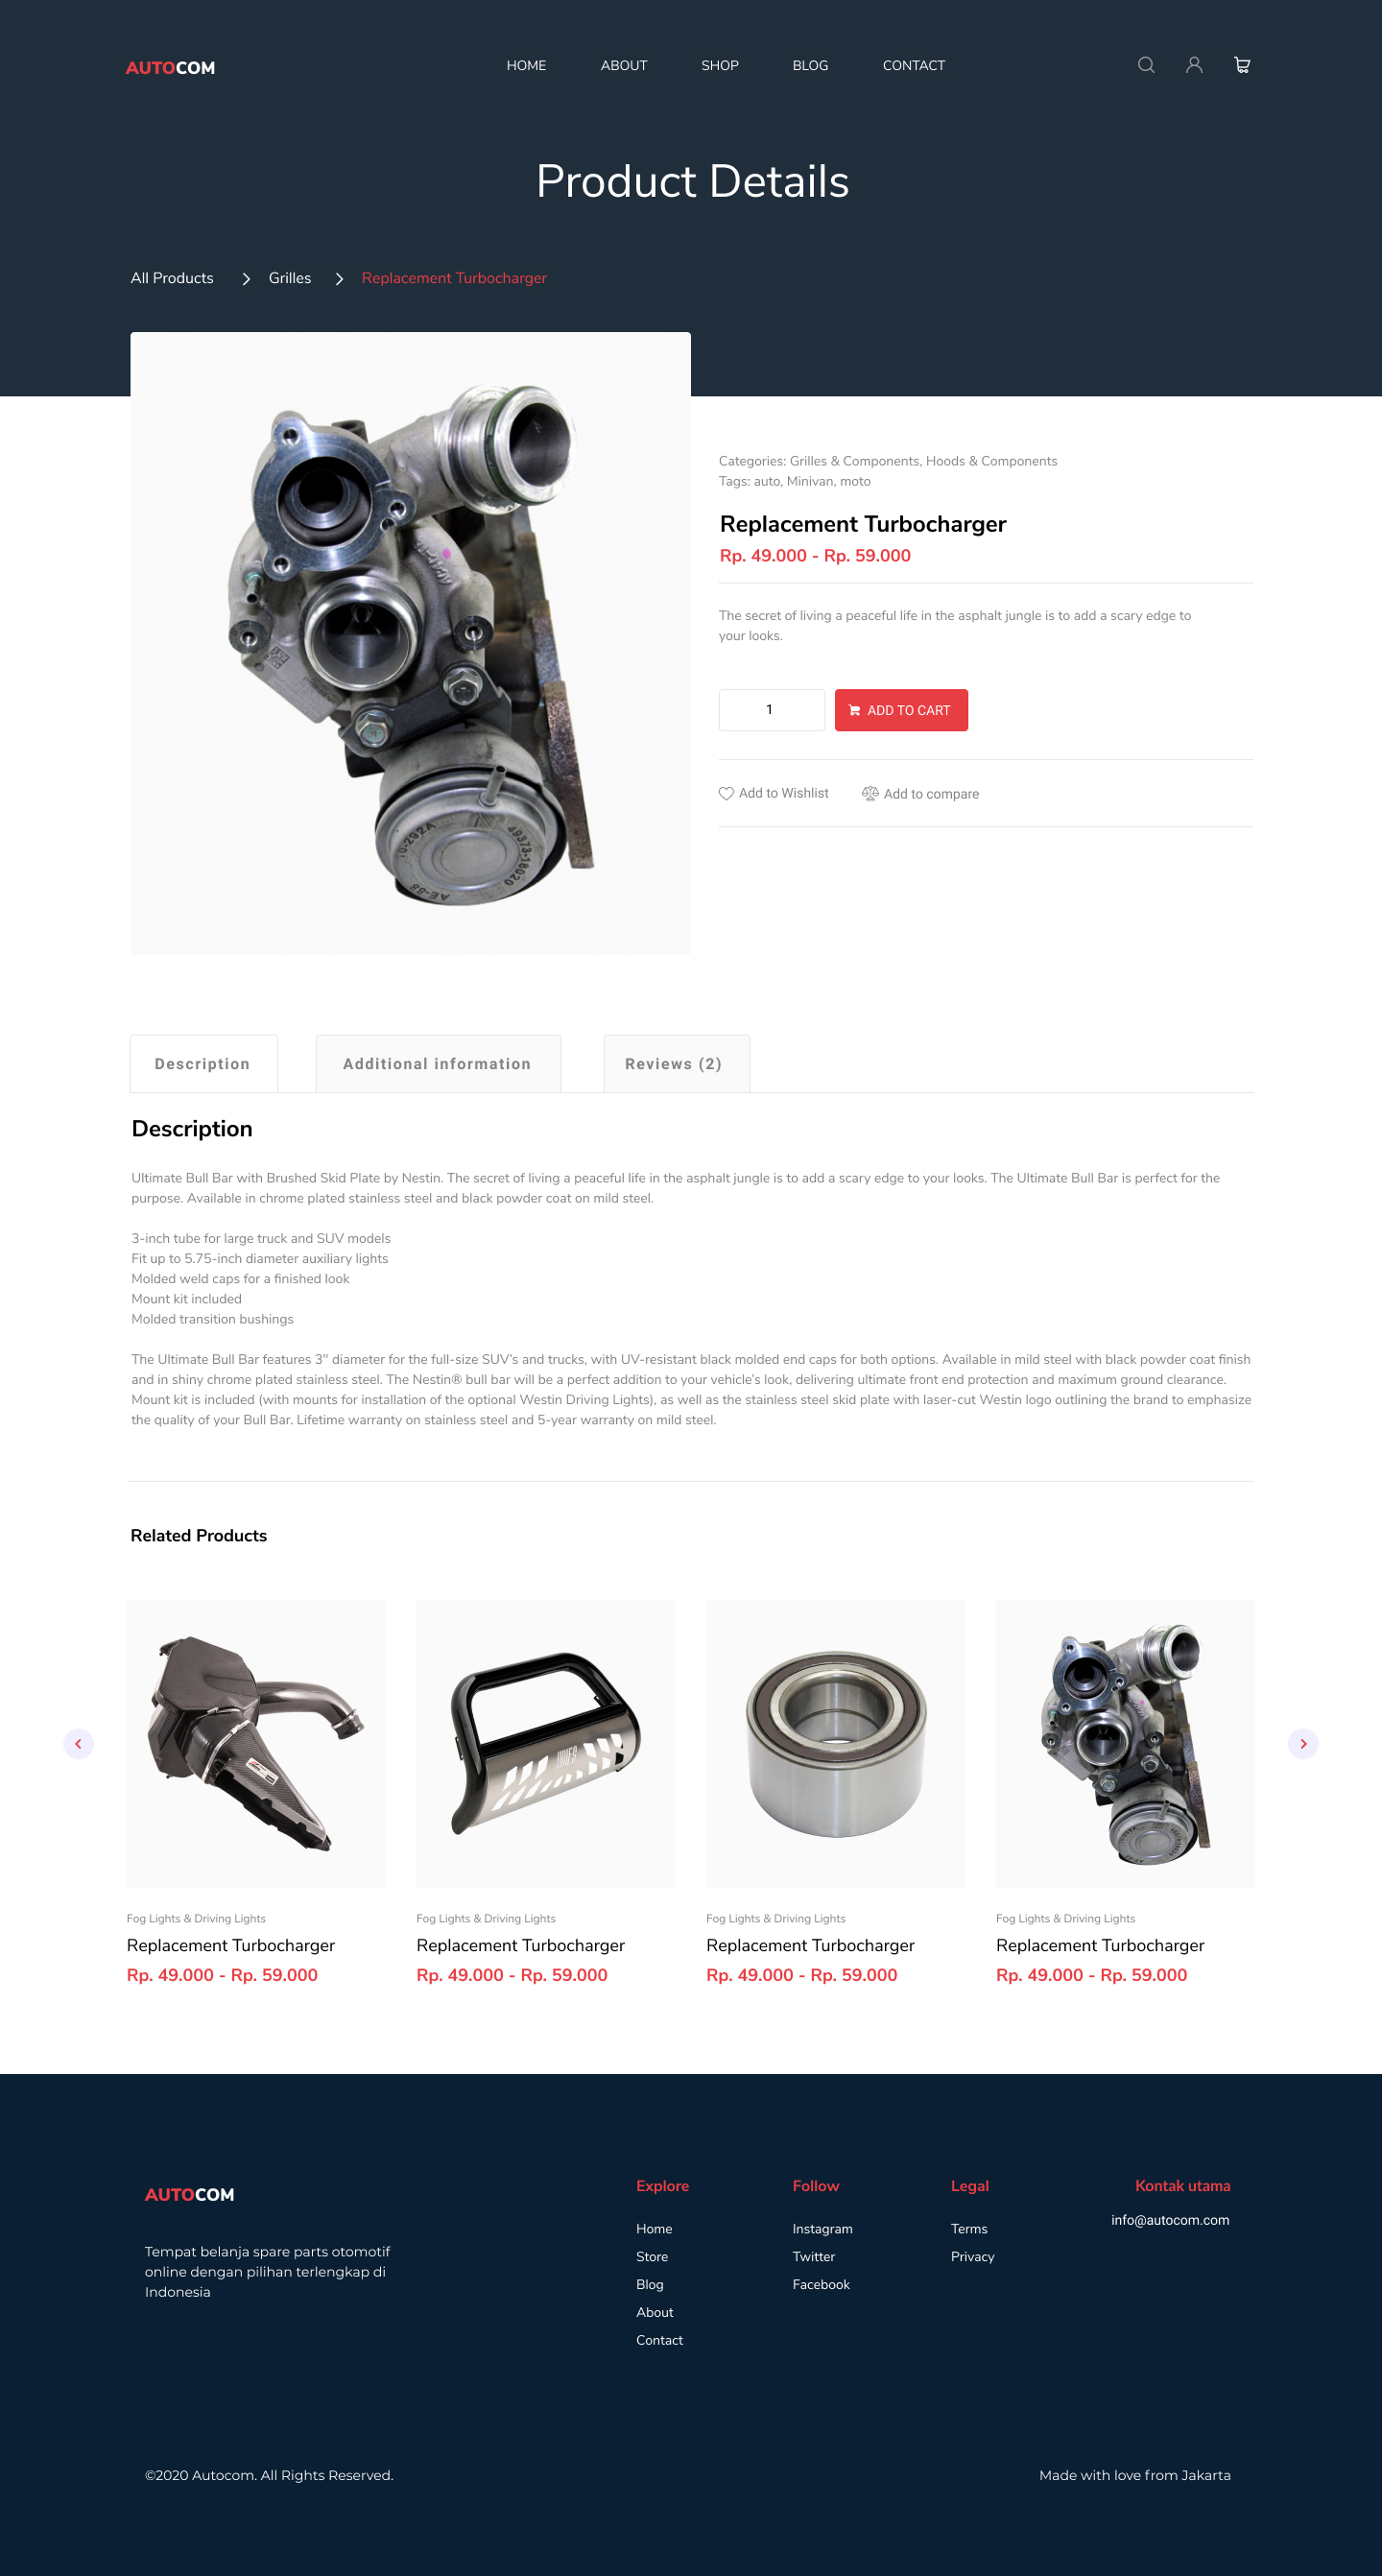 AUTOCOM
HOME ABOUT SHOP BLOG CONTACT
Product Details
All Products > Grilles > Replacement Turbocharger
Categories: Grilles & Components, Hoods & Components
Tags: auto, Minivan, moto
Replacement Turbocharger
Rp. 49.000 - Rp. 59.000
The secret of living a peaceful life in the asphalt jungle is to add a scary edge to
your looks.
1
ADD TO CART
Add to Wishlist
Add to compare
49373-18020
AE-88
Description
Additional information
Reviews (2)
Description
Ultimate Bull Bar with Brushed Skid Plate by Nestin. The secret of living a peaceful life in the asphalt jungle is to add a scary edge to your looks. The Ultimate Bull Bar is perfect for the
purpose. Available in chrome plated stainless steel and black powder coat on mild steel.
3-inch tube for large truck and SUV models
Fit up to 5.75-inch diameter auxiliary lights
Molded weld caps for a finished look
Mount kit included
Molded transition bushings
The Ultimate Bull Bar features 3" diameter for the full-size SUV's and trucks, with UV-resistant black molded end caps for both options. Available in mild steel with black powder coat finish
and in shiny chrome plated stainless steel. The Nestin® bull bar will be a perfect addition to your vehicle's look, delivering ultimate front end protection and maximum ground clearance.
Mount kit is included (with mounts for installation of the optional Westin Driving Lights), as well as the stainless steel skid plate with laser-cut Westin logo outlining the brand to emphasize
the quality of your Bull Bar. Lifetime warranty on stainless steel and 5-year warranty on mild steel.
Related Products
Fog Lights & Driving Lights
Replacement Turbocharger
Rp. 49.000 - Rp. 59.000
Fog Lights & Driving Lights
Replacement Turbocharger
Rp. 49.000 - Rp. 59.000
Fog Lights & Driving Lights
Replacement Turbocharger
Rp. 49.000 - Rp. 59.000
Fog Lights & Driving Lights
Replacement Turbocharger
Rp. 49.000 - Rp. 59.000
AUTOCOM
Tempat belanja spare parts otomotif
online dengan pilihan terlengkap di
Indonesia
Explore
Home
Store
Blog
About
Contact
Follow
Instagram
Twitter
Facebook
Legal
Terms
Privacy
Kontak utama
info@autocom.com
©2020 Autocom. All Rights Reserved.
Made with love from Jakarta